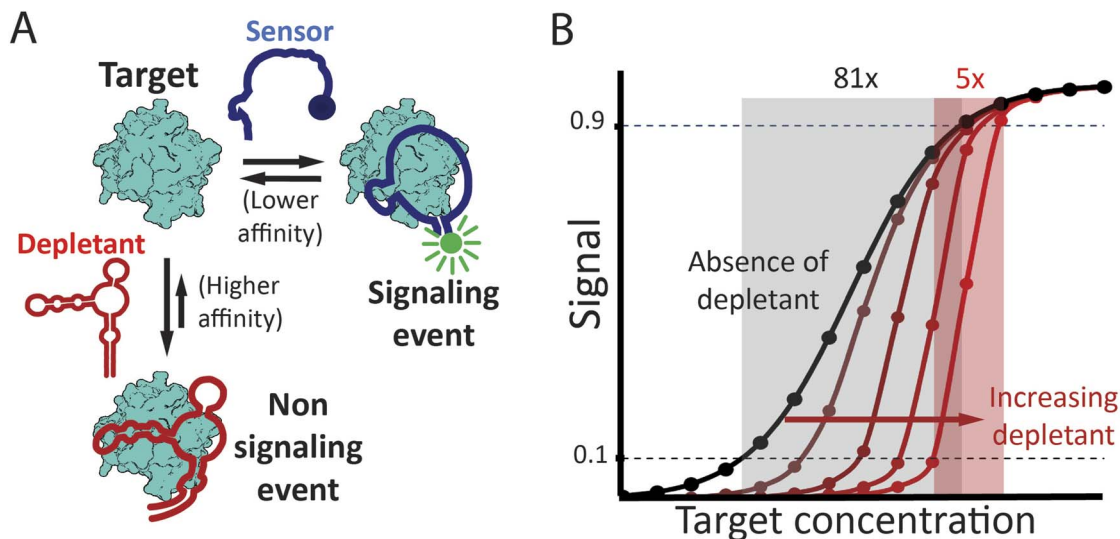 A
Sensor
Target
(Lower
affinity)
Depletant
(Higher
affinity)
Signaling
event
Non
signaling
event
B
81x
5x
0.9
Signal
Absence of
depletant
Increasing
depletant
0.1
Target concentration